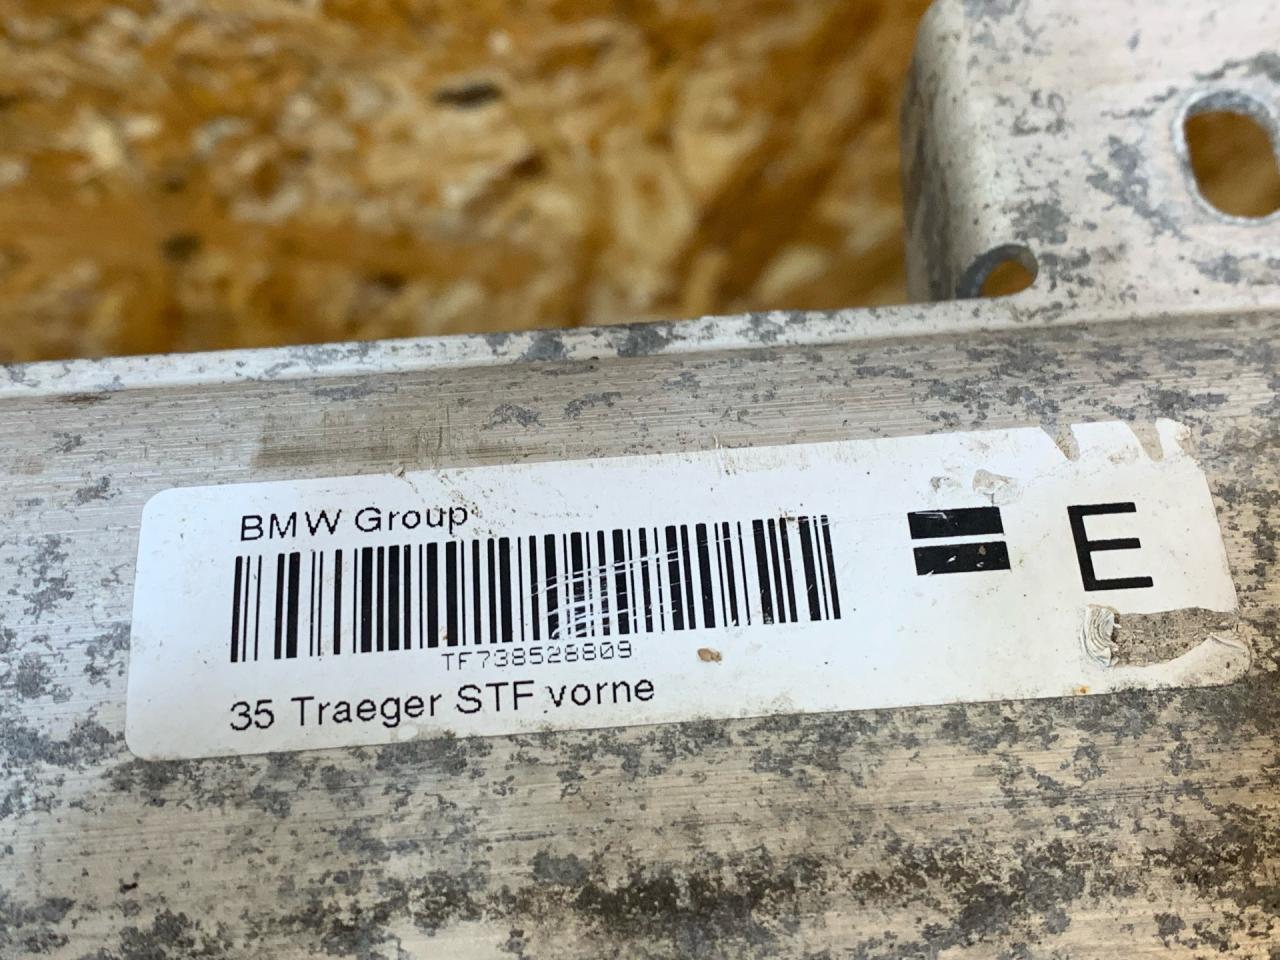 BMW Group
TF738528809
35 Traeger STF vorne
E